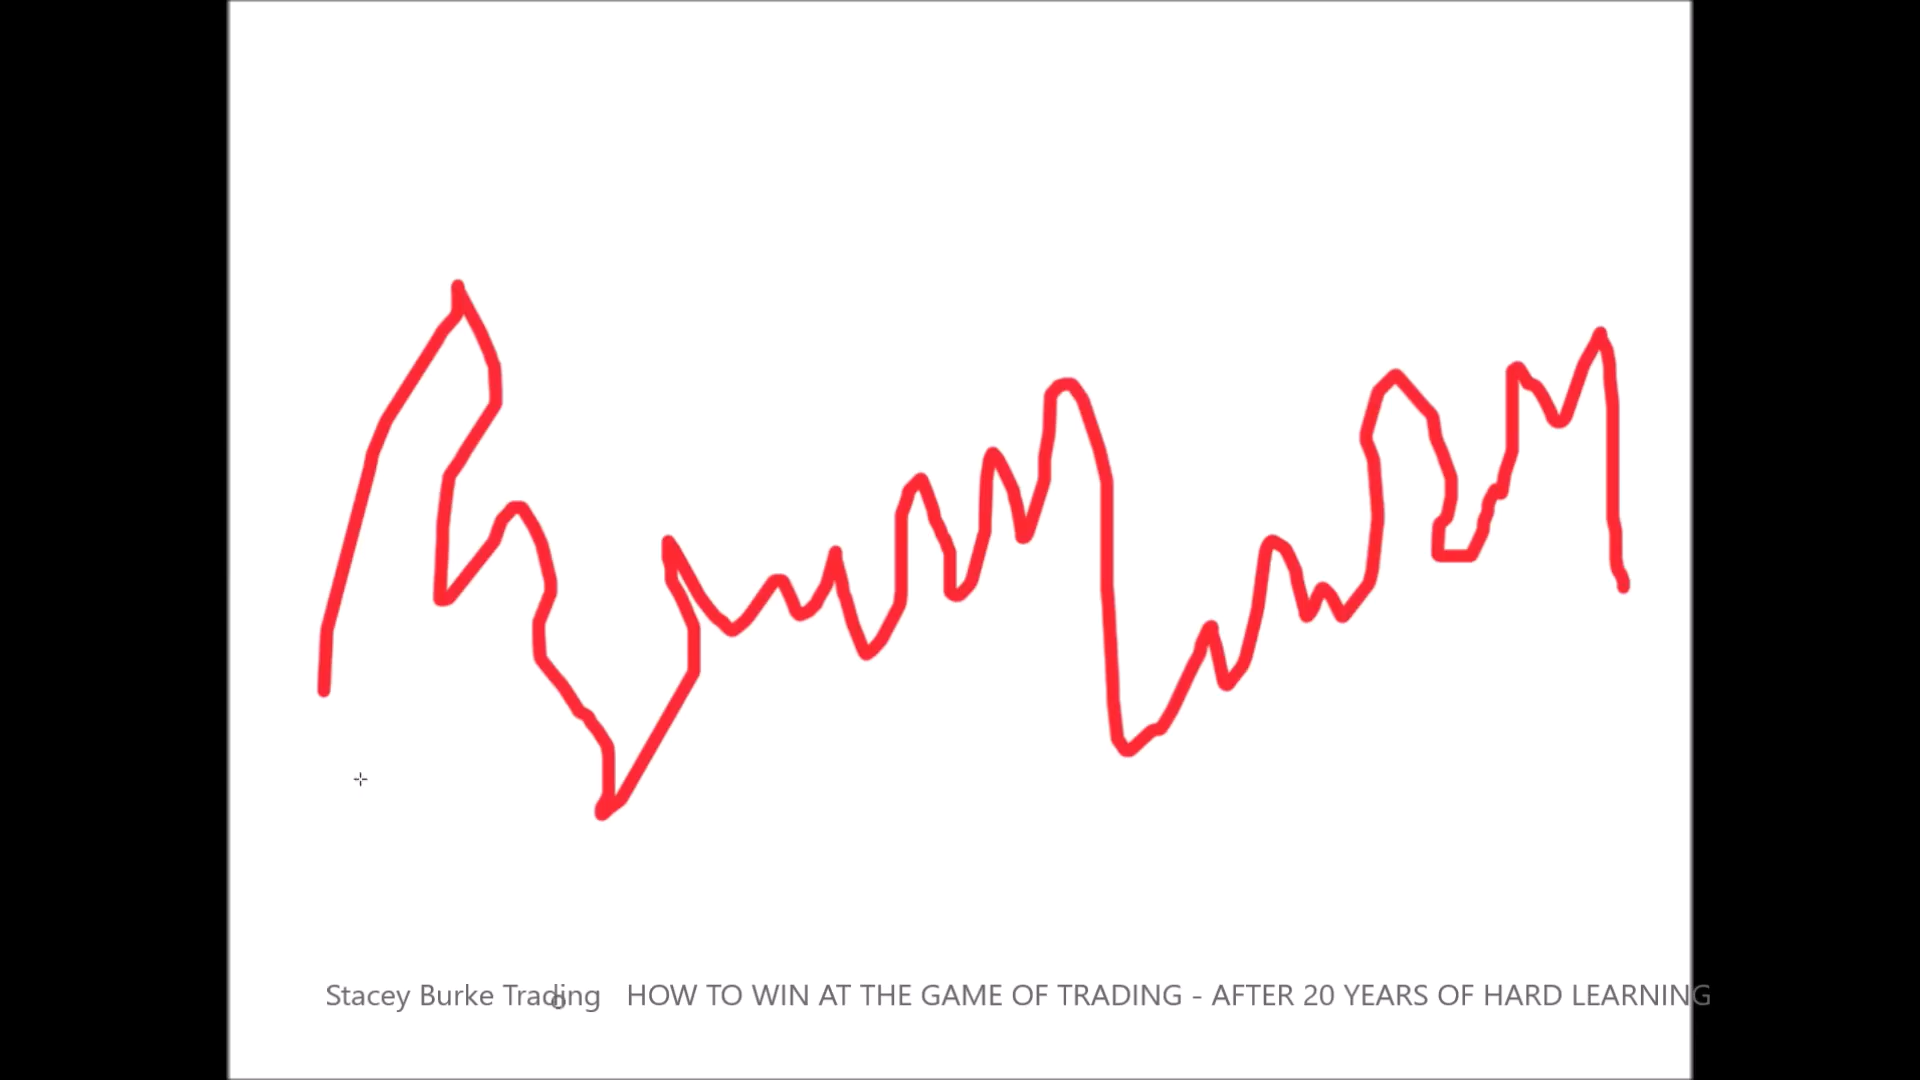 Stacey Burke Trading HOW TO WIN AT THE GAME OF TRADING - AFTER 20 YEARS OF HARD LEARNING